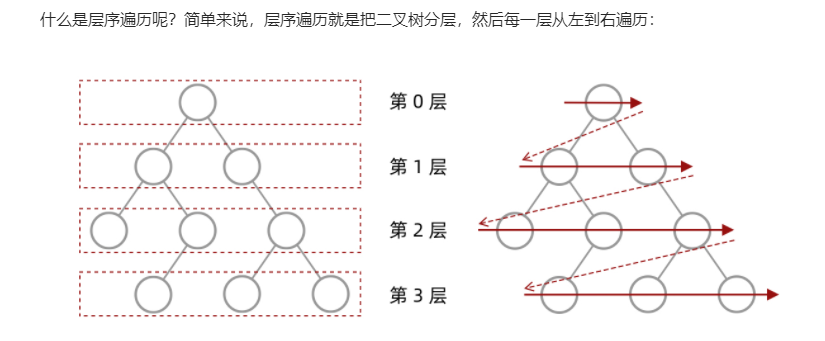 什么是层序遍历呢？简单来说，层序遍历就是把二叉树分层，然后每一层从左到右遍历：
第 0 层
第 1 层
第 2 层
第 3 层